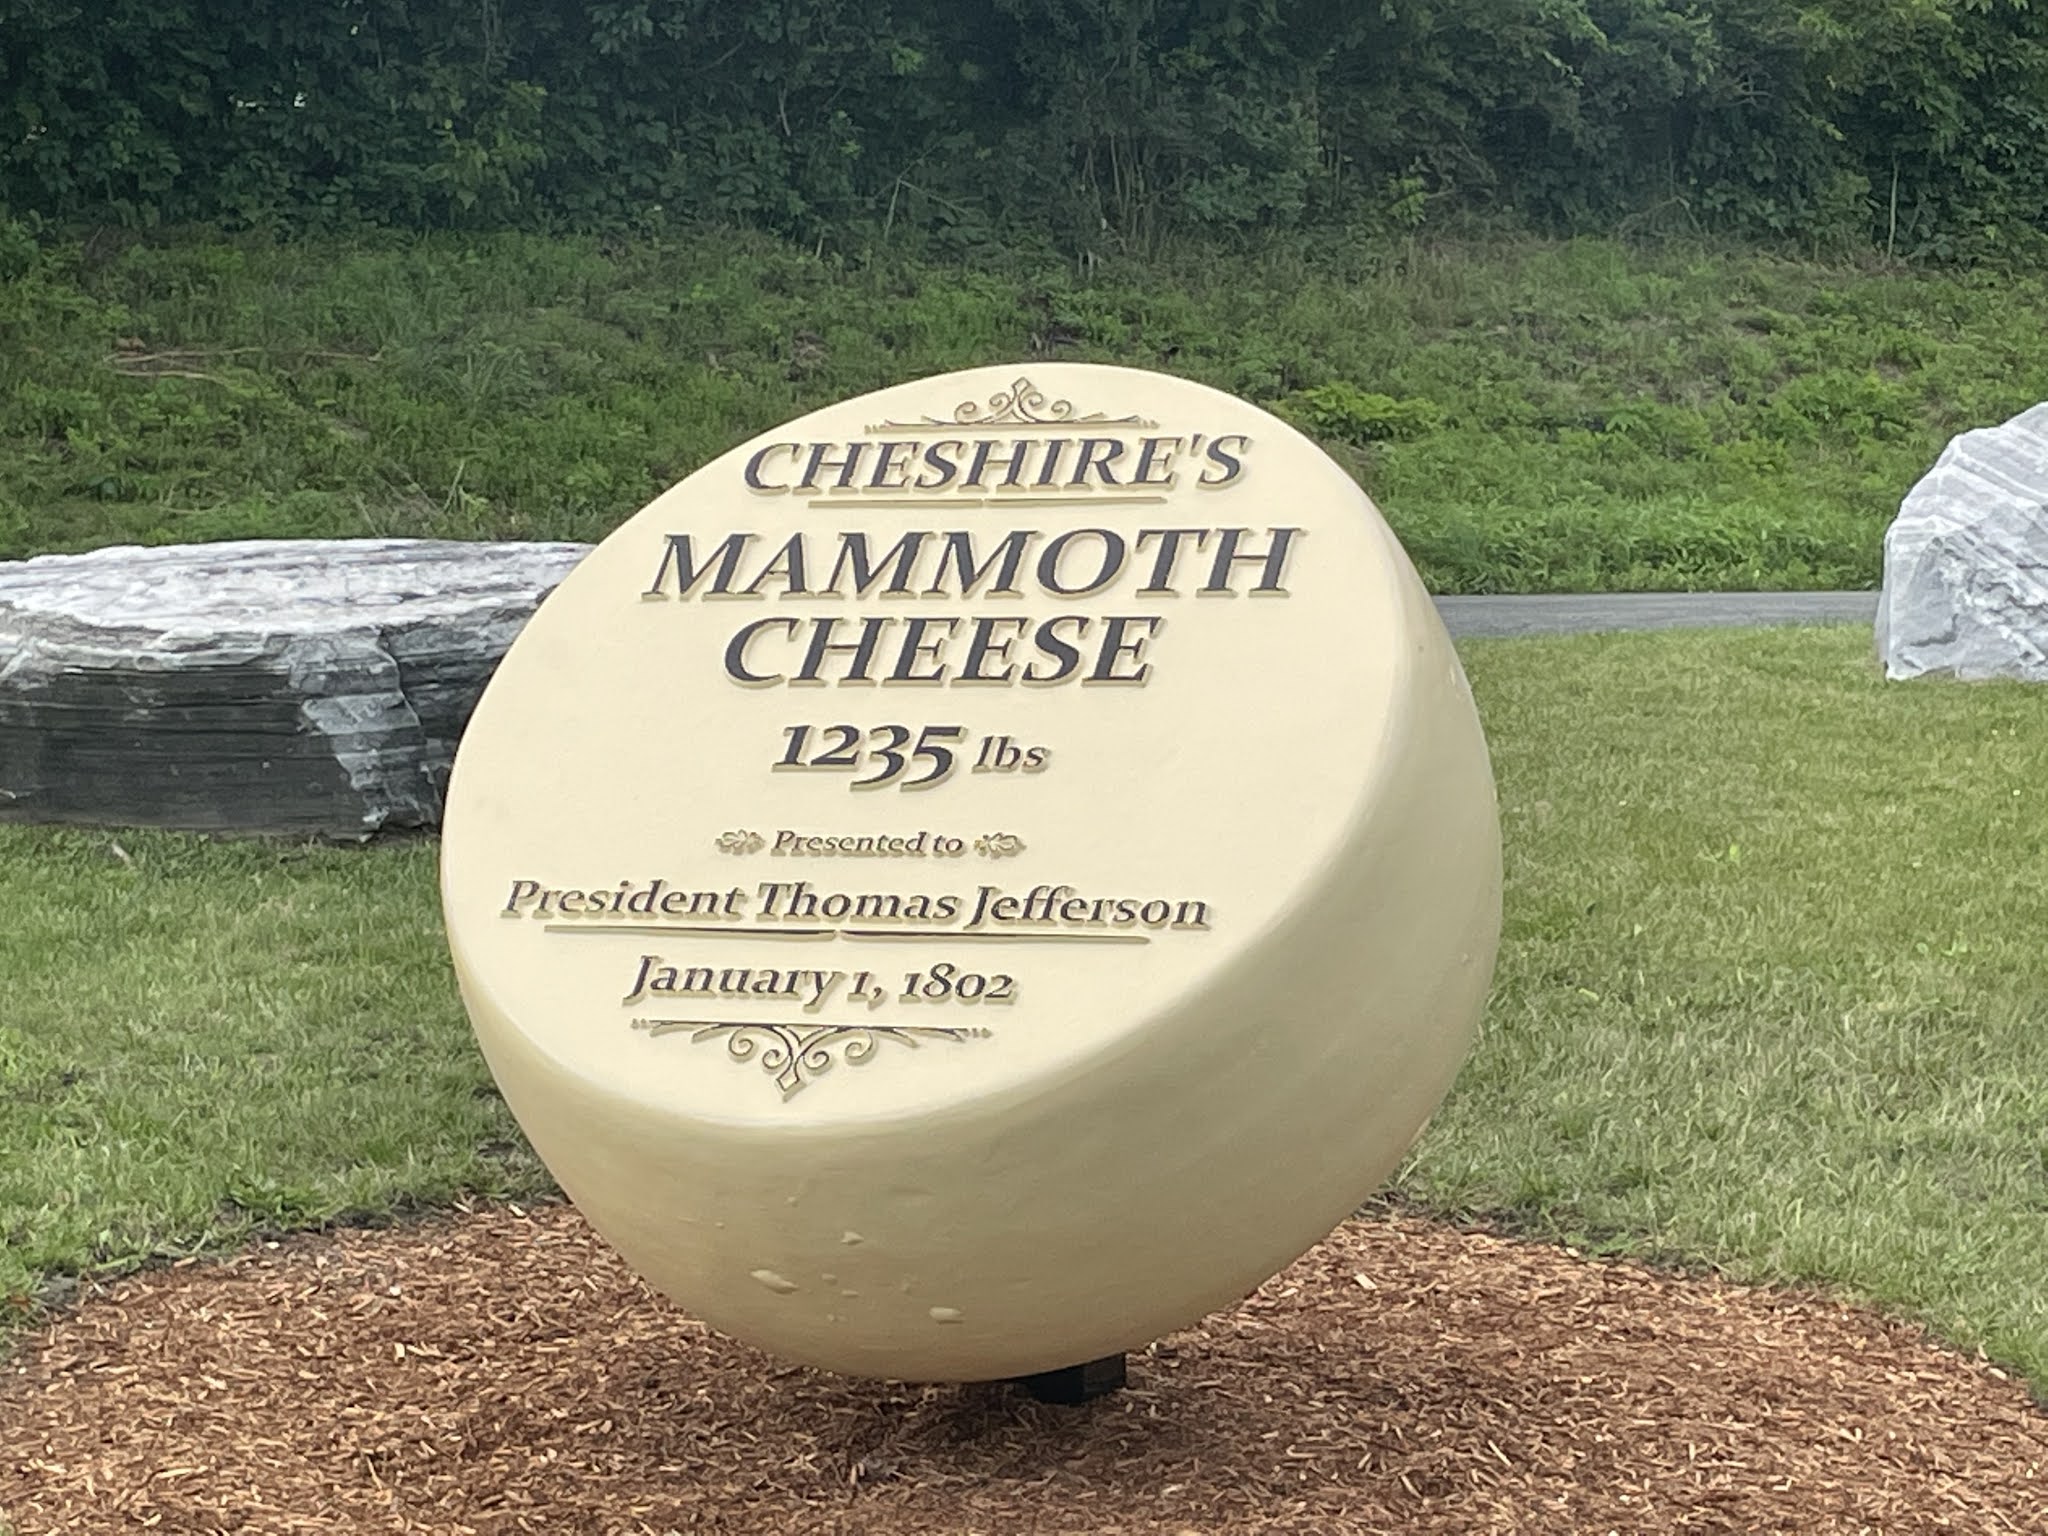 CHESHIRE'S
MAMMOTH
CHEESE
1235 lbs
Presented to
President Thomas Jefferson
January 1, 1802